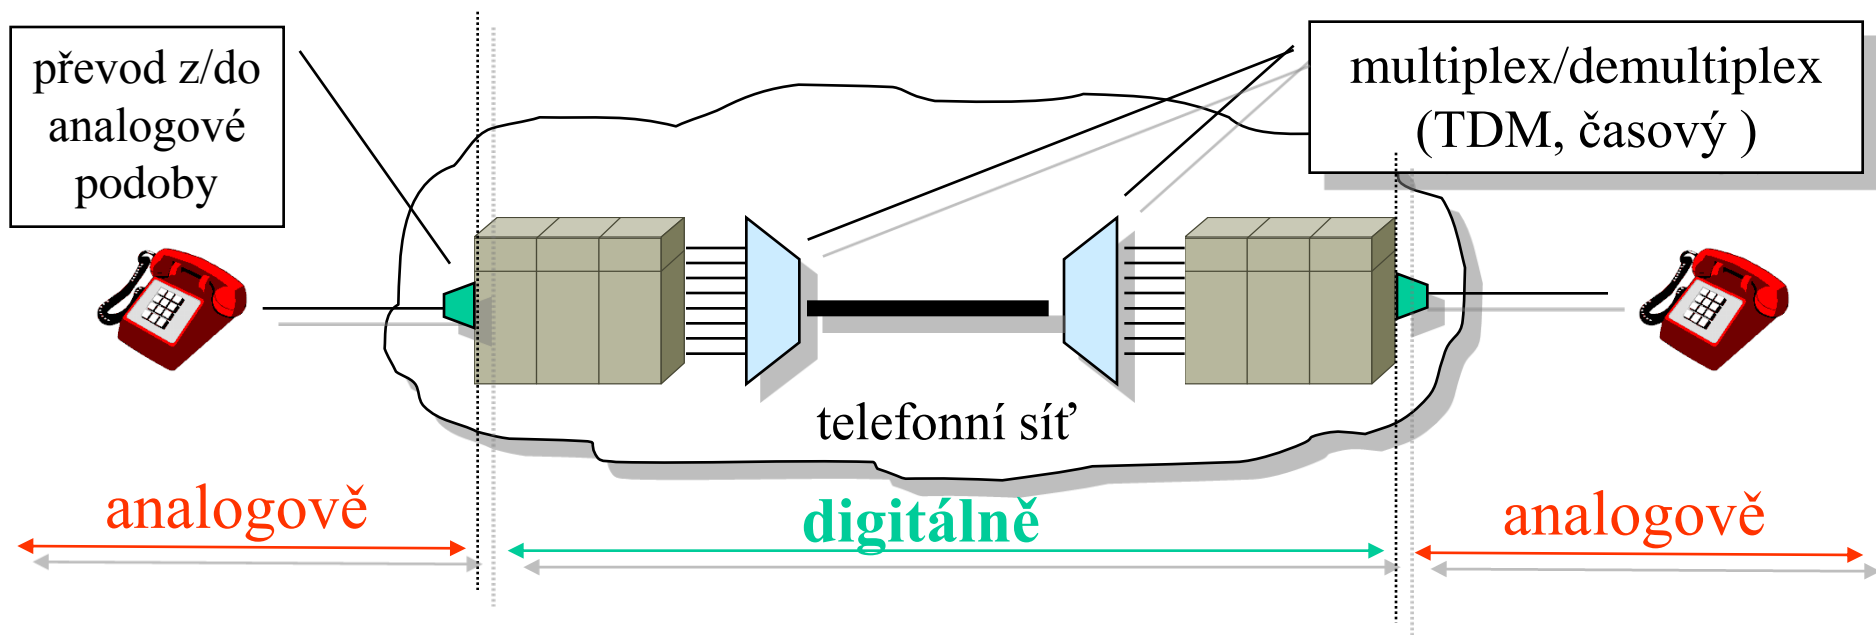 převod z/do
analogové
podoby
multiplex/demultiplex
(TDM, časový )
telefonní síť
analogově
digitálně
analogově